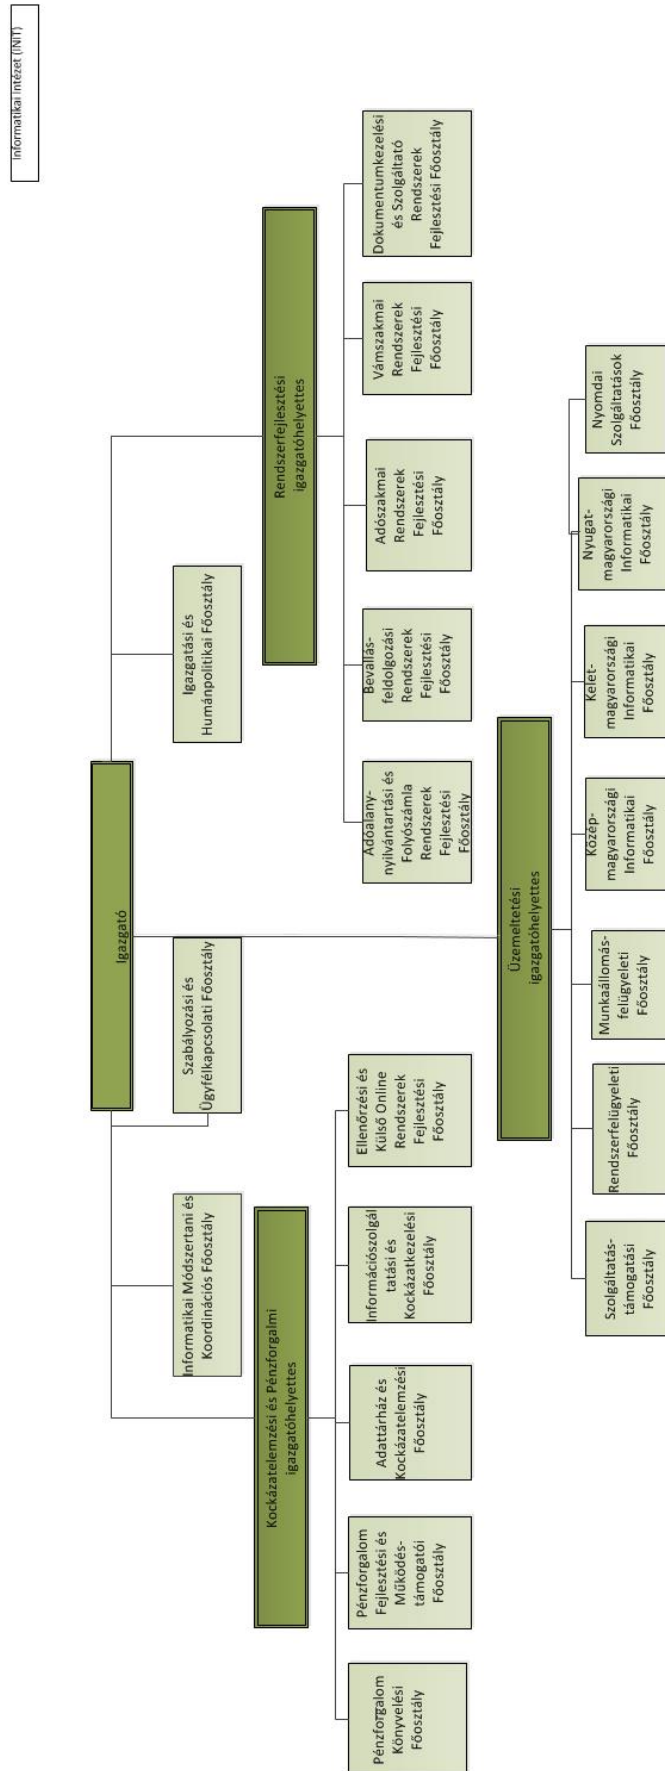 Informatikai Intézet (INIT)
Igazgató
Informatikai Módszertani és
Koordinációs Főosztály
Szabályozási és
Ügyfélkapcsolati Főosztály
Igazgatási és
Humánpolitikai Főosztály
Kockázatelemzési és Pénzforgalmi
igazgatóhelyettes
Rendszerfejlesztési
igazgatóhelyettes
Pénzforgalom
Könyvelési
Főosztály
Pénzforgalom
Fejlesztési és
Működés-
támogatói
Főosztály
Adattárház és
Kockázatelemzési
Főosztály
Információszolgál
tatási és
Kockázatkezelési
Főosztály
Ellenőrzési és
Külső Online
Rendszerek
Fejlesztési
Főosztály
Adóalany-
nyilvántartási és
Folyószámla
Rendszerek
Fejlesztési
Főosztály
Bevallás-
feldolgozási
Rendszerek
Fejlesztési
Főosztály
Adószakmai
Rendszerek
Fejlesztési
Főosztály
Vámszakmai
Rendszerek
Fejlesztési
Főosztály
Dokumentumkezelési
és Szolgáltató
Rendszerek
Fejlesztési Főosztály
Üzemeltetési
igazgatóhelyettes
Szolgáltatás-
támogatási
Főosztály
Rendszerfelügyeleti
Főosztály
Munkaállomás-
felügyeleti
Főosztály
Közép-
magyarországi
Informatikai
Főosztály
Kelet-
magyarországi
Informatikai
Főosztály
Nyugat-
magyarországi
Informatikai
Főosztály
Nyomdai
Szolgáltatások
Főosztály